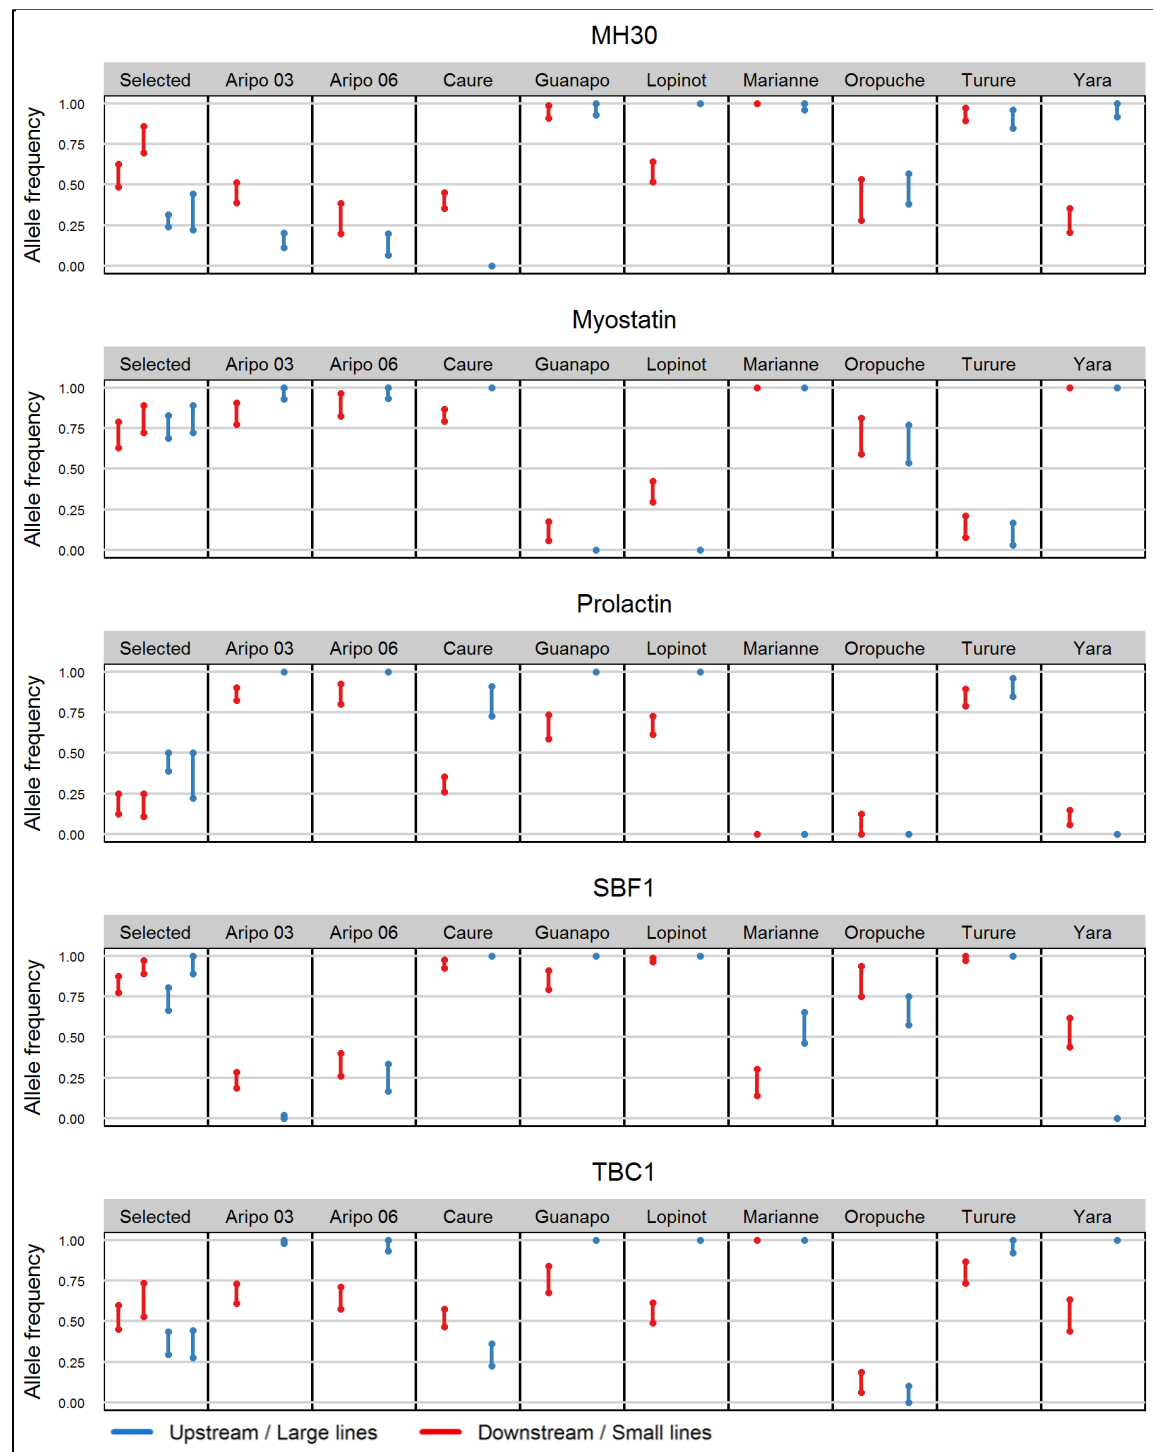 MH30
Selected Aripo 03 Aripo 06 Caure Guanapo Lopinot Marianne Oropuche Turure Yara
Allele frequency
1.00
0.75
0.50
0.25
0.00
Myostatin
Selected Aripo 03 Aripo 06 Caure Guanapo Lopinot Marianne Oropuche Turure Yara
Allele frequency
1.00
0.75
0.50
0.25
0.00
Prolactin
Selected Aripo 03 Aripo 06 Caure Guanapo Lopinot Marianne Oropuche Turure Yara
Allele frequency
1.00
0.75
0.50
0.25
0.00
SBF1
Selected Aripo 03 Aripo 06 Caure Guanapo Lopinot Marianne Oropuche Turure Yara
Allele frequency
1.00
0.75
0.50
0.25
0.00
TBC1
Selected Aripo 03 Aripo 06 Caure Guanapo Lopinot Marianne Oropuche Turure Yara
Allele frequency
1.00
0.75
0.50
0.25
0.00
Upstream / Large lines Downstream / Small lines